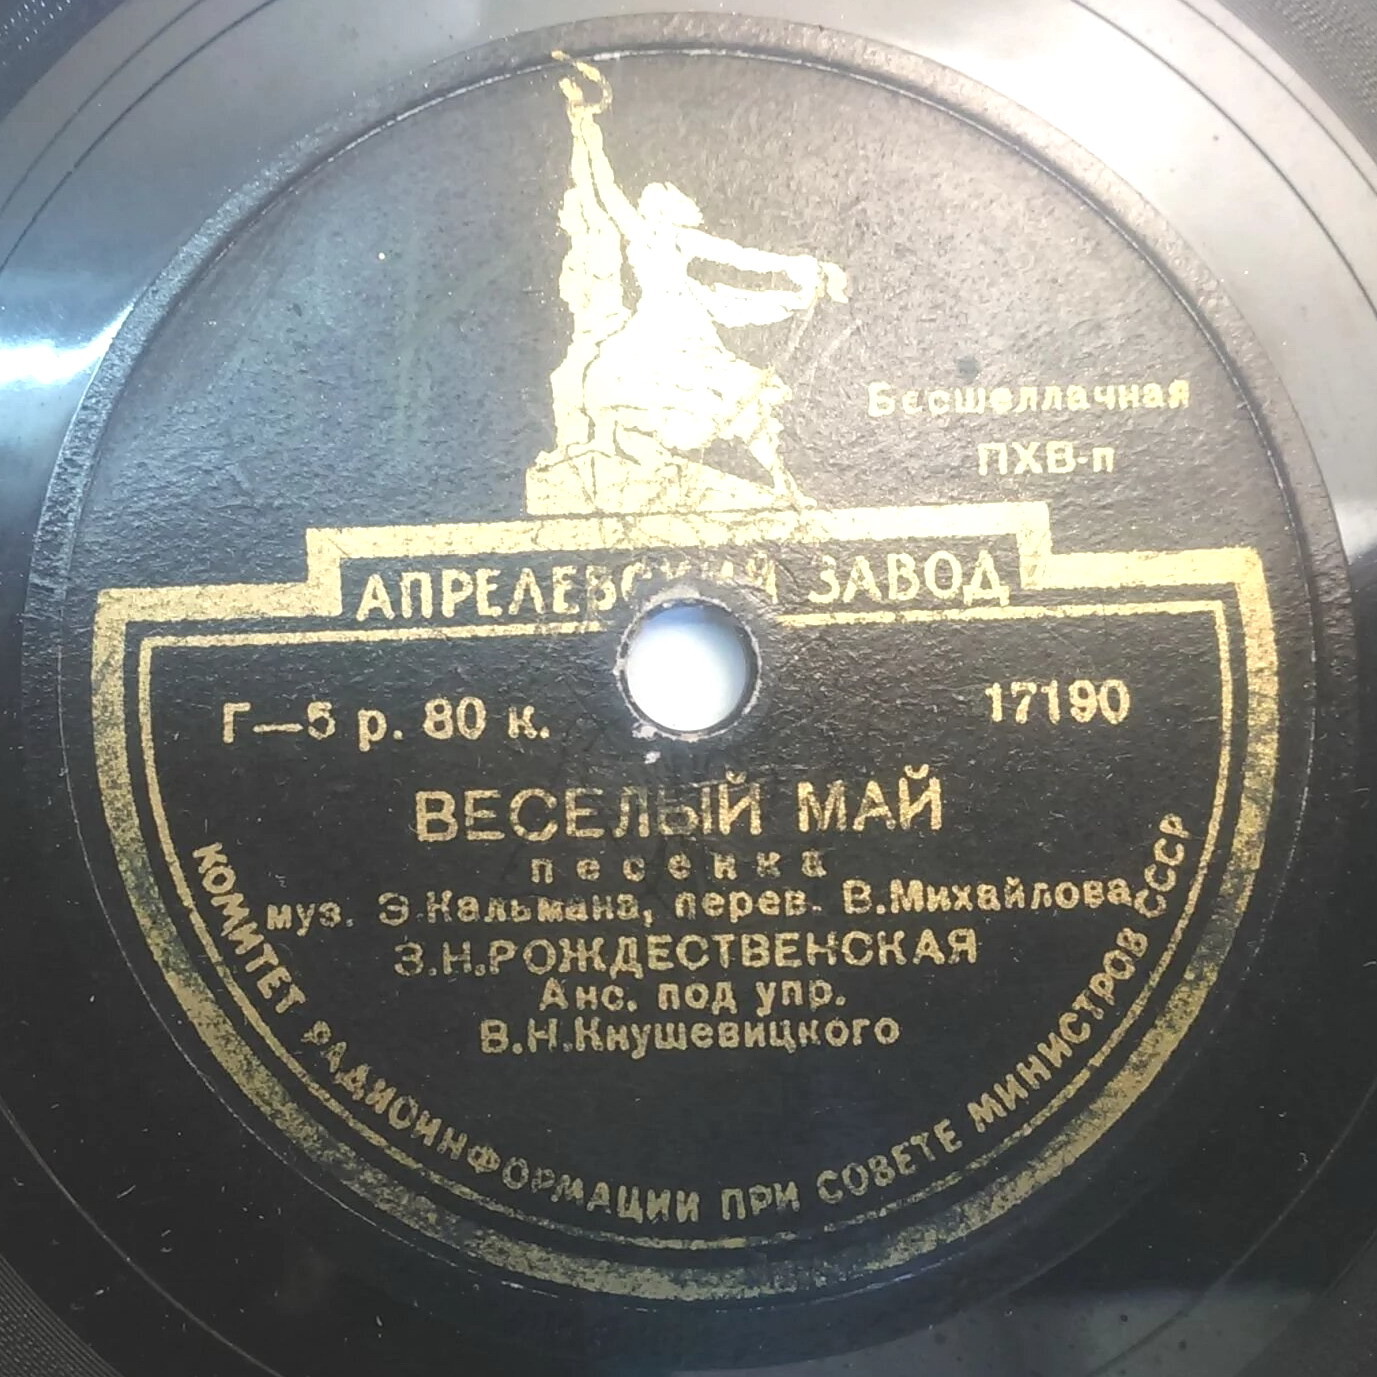 Бесшеллачная
ПХВ-п
АПРЕЛЕВСКИЙ ЗАВОД
Г—5 р. 80 к.
17190
ВЕСЕЛЫЙ МАЙ
песенка
муз. Э.Кальмана, перев. В.Михайлова
З.Н.РОЖДЕСТВЕНСКАЯ
Анс. под упр.
В.Н.Кнушевицкого
КОМИТЕТ РАДИОИНФОРМАЦИИ ПРИ СОВЕТЕ МИНИСТРОВ СССР